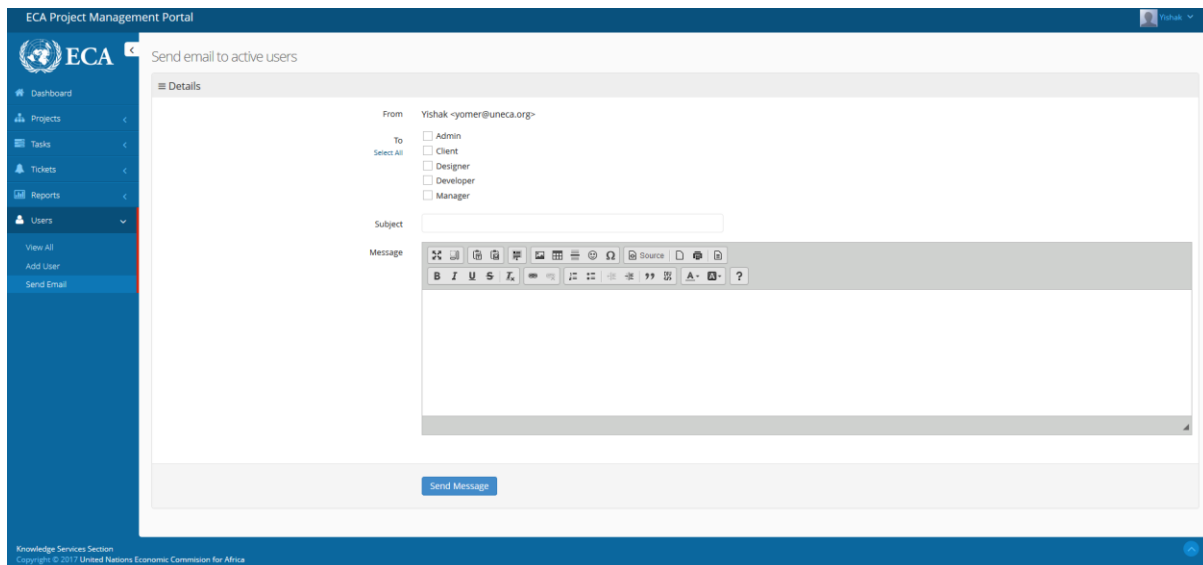 ECA Project Management Portal
Yishak
ECA
Send email to active users
Details
Dashboard
Projects
Tasks
Tickets
Reports
Users
View All
Add User
Send Email
From Yishak <yomer@uneca.org>
To
Select All
Admin
Client
Designer
Developer
Manager
Subject
Message
Source
B I U S Ix
A A ?
Send Message
Knowledge Services Section
Copyright © 2017 United Nations Economic Commision for Africa